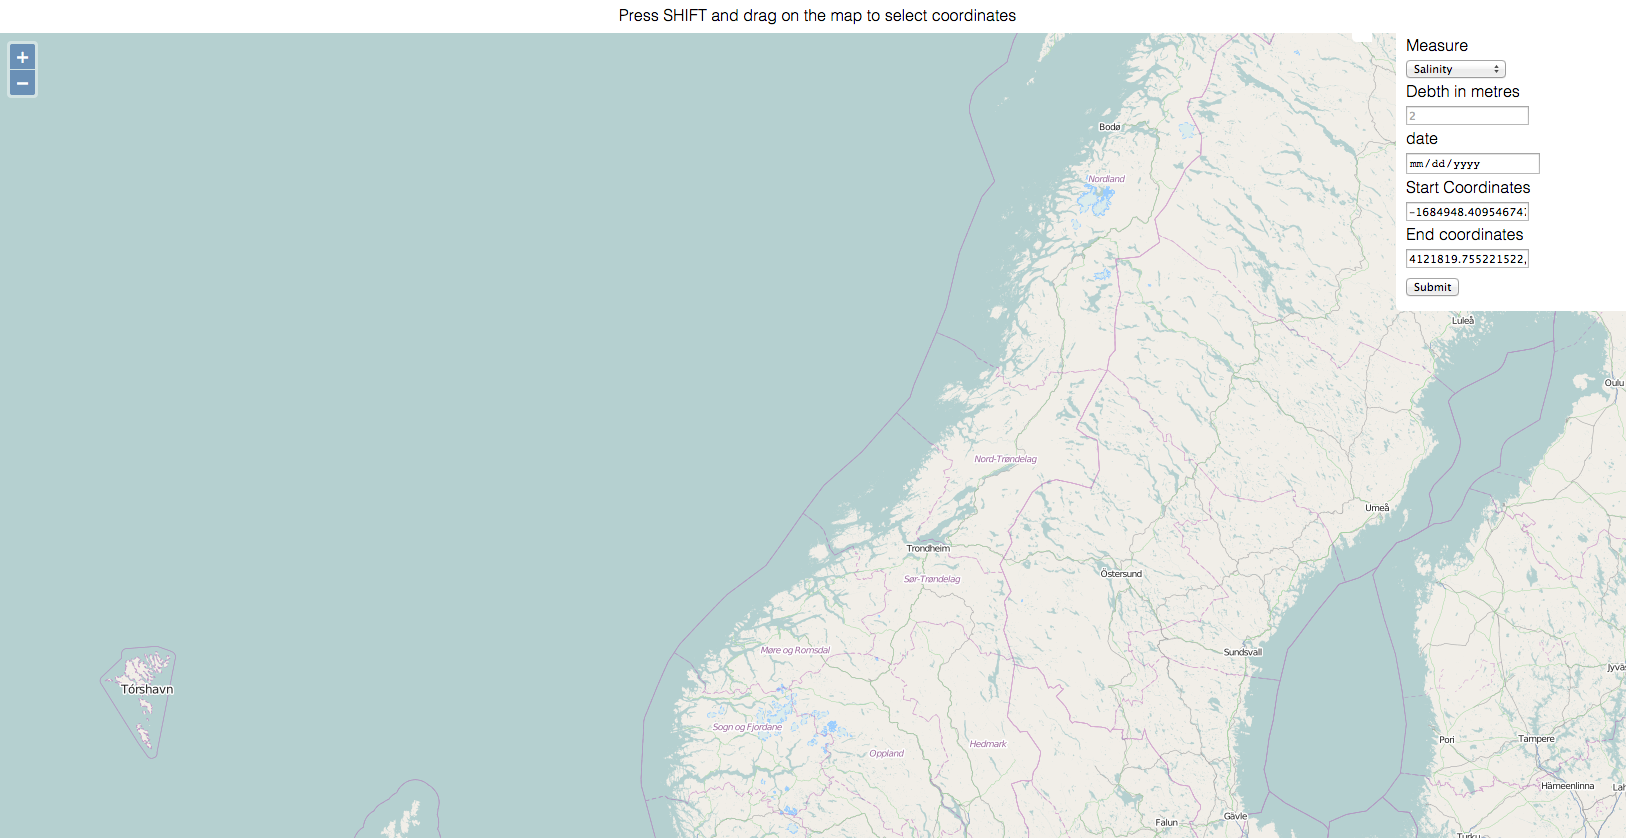 Press SHIFT and drag on the map to select coordinates
+
−
Measure
Salinity
Debth in metres
2
date
mm/dd/yyyy
Start Coordinates
-1684948.40954674
End coordinates
4121819.755221522,
Submit
Bodø
Nordland
Luleå
Oulu
Nord-Trøndelag
Umeå
Trondheim
Sør-Trøndelag
Östersund
Møre og Romsdal
Sundsvall
Jyväs
Tórshavn
Sogn og Fjordane
Oppland
Hedmark
Pori
Tampere
Hämeenlinna
Lah
Falun
Gävle
Turku